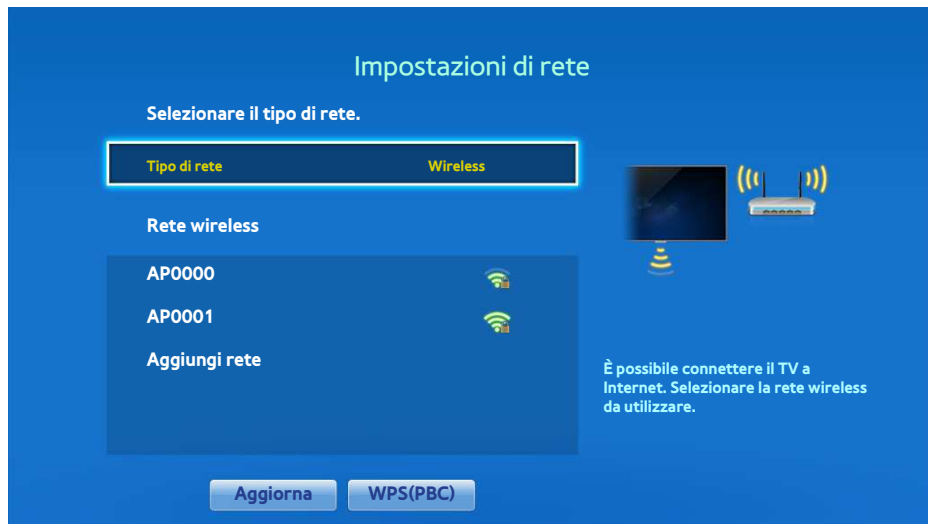 Impostazioni di rete
Selezionare il tipo di rete.
Tipo di rete Wireless
Rete wireless
AP0000
AP0001
Aggiungi rete
È possibile connettere il TV a
Internet. Selezionare la rete wireless
da utilizzare.
Aggiorna WPS(PBC)